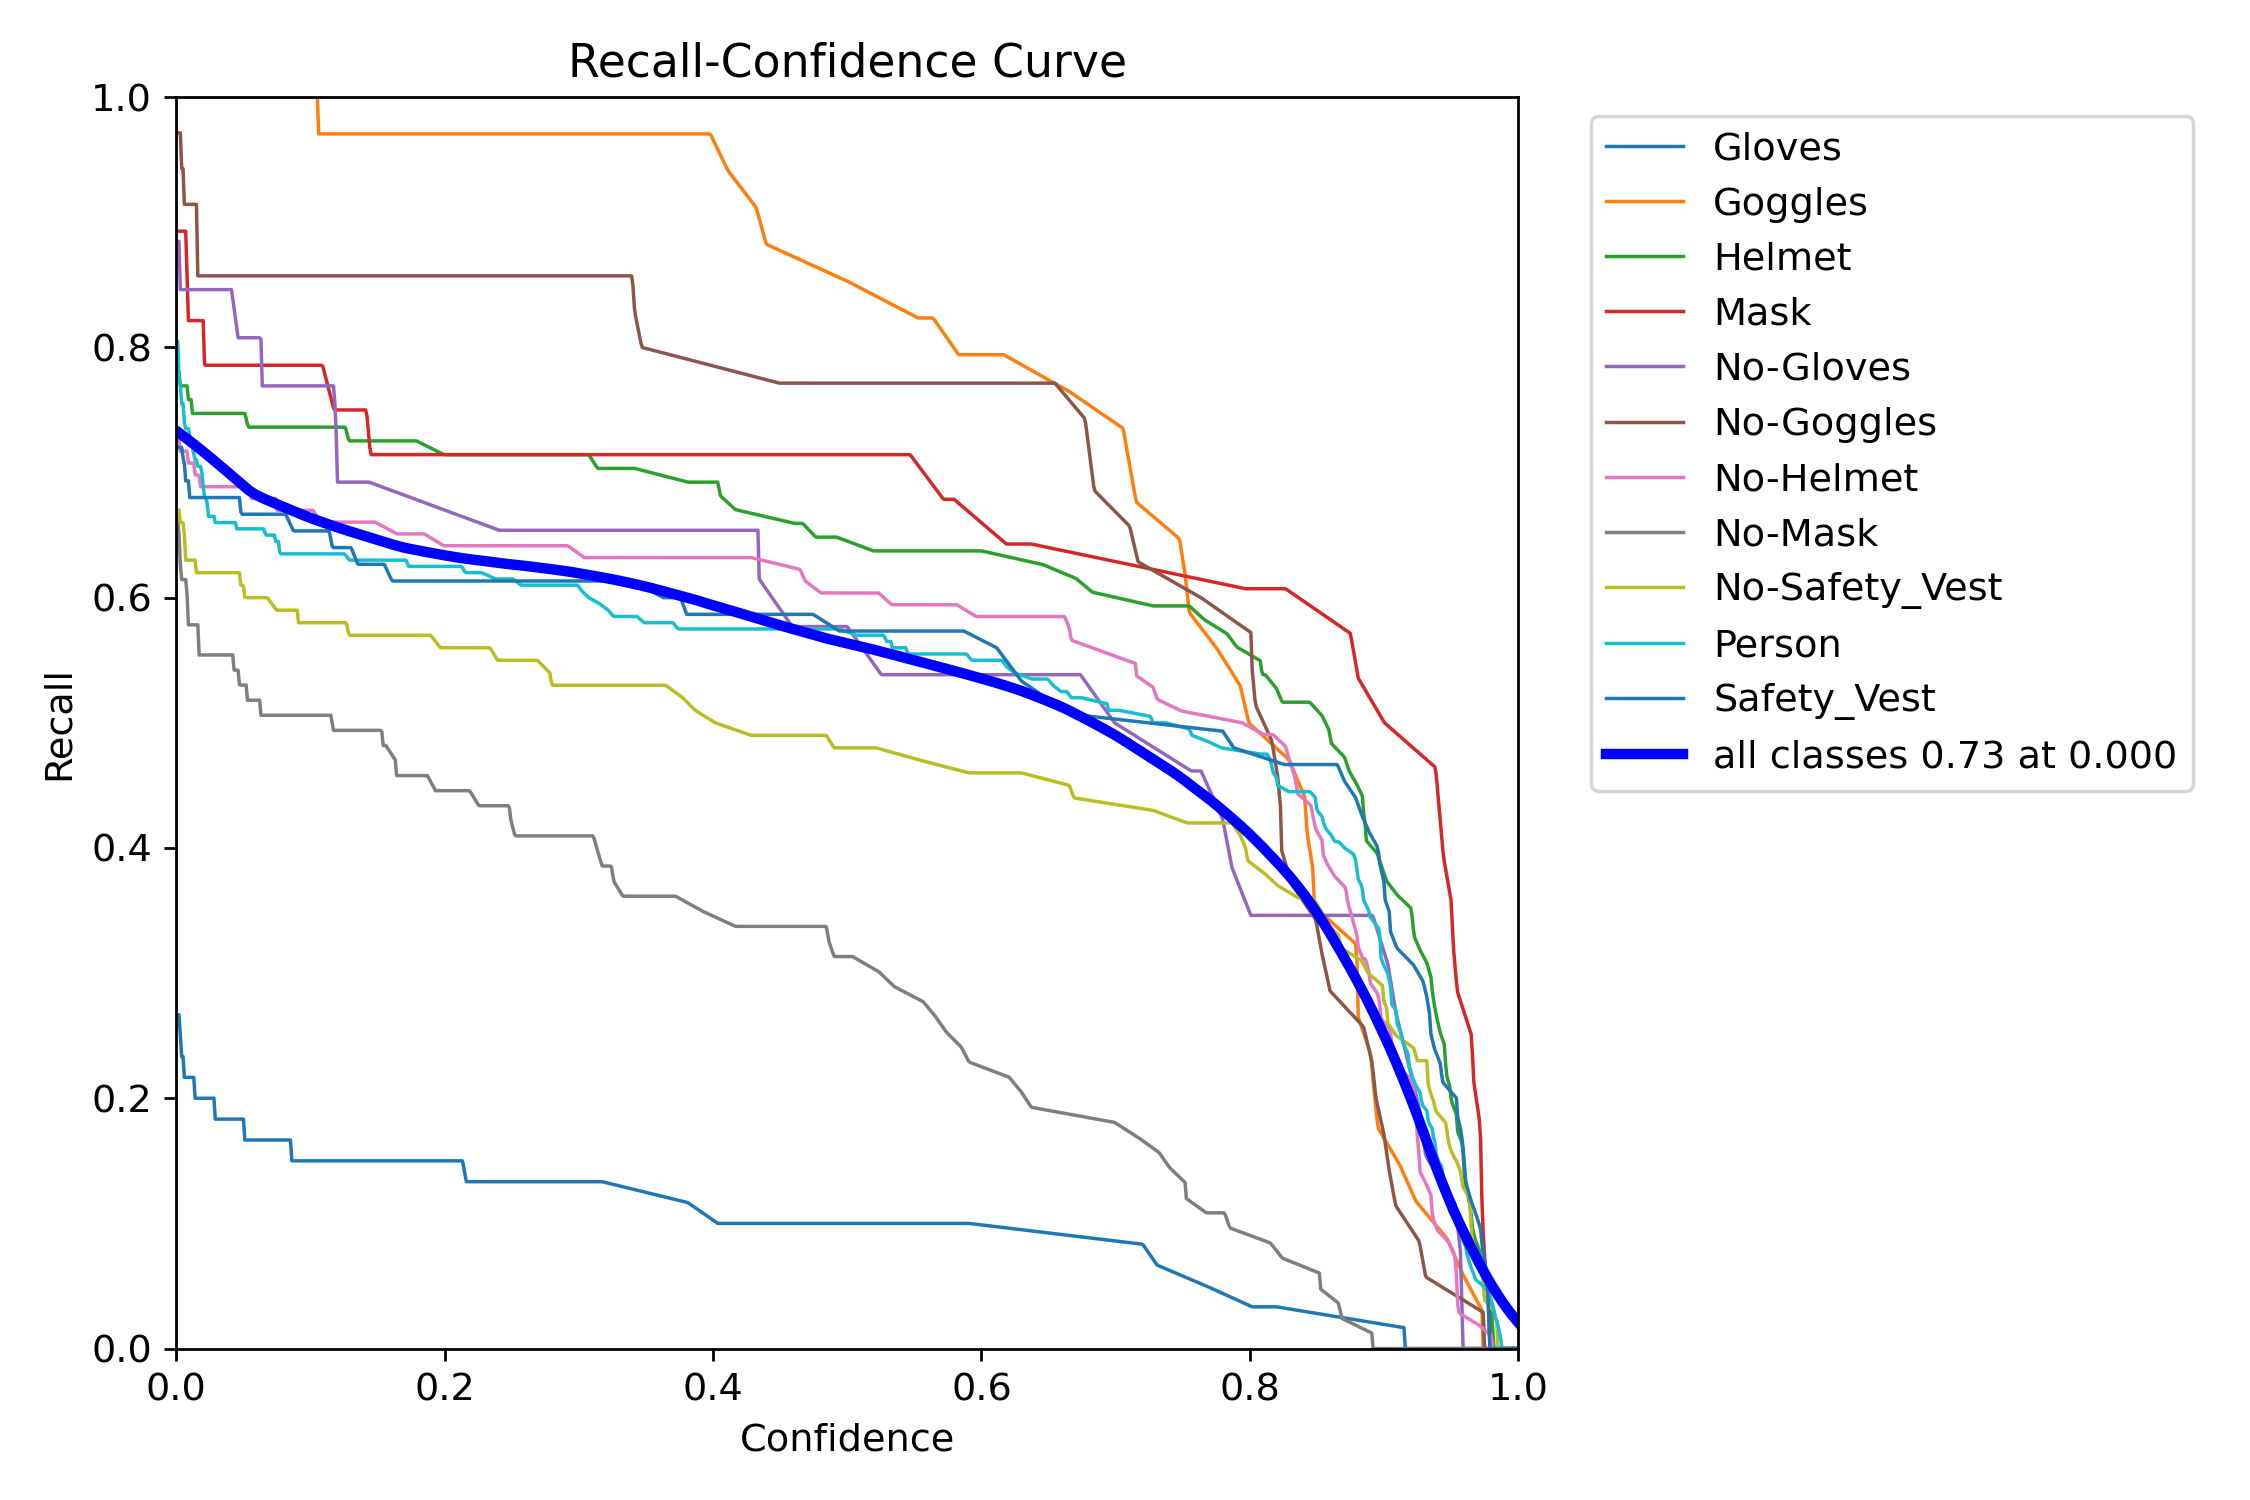 Recall-Confidence Curve
Recall
1.0
0.8
0.6
0.4
0.2
0.0
0.0 0.2 0.4 0.6 0.8 1.0
Confidence
Gloves
Goggles
Helmet
Mask
No-Gloves
No-Goggles
No-Helmet
No-Mask
No-Safety_Vest
Person
Safety_Vest
all classes 0.73 at 0.000